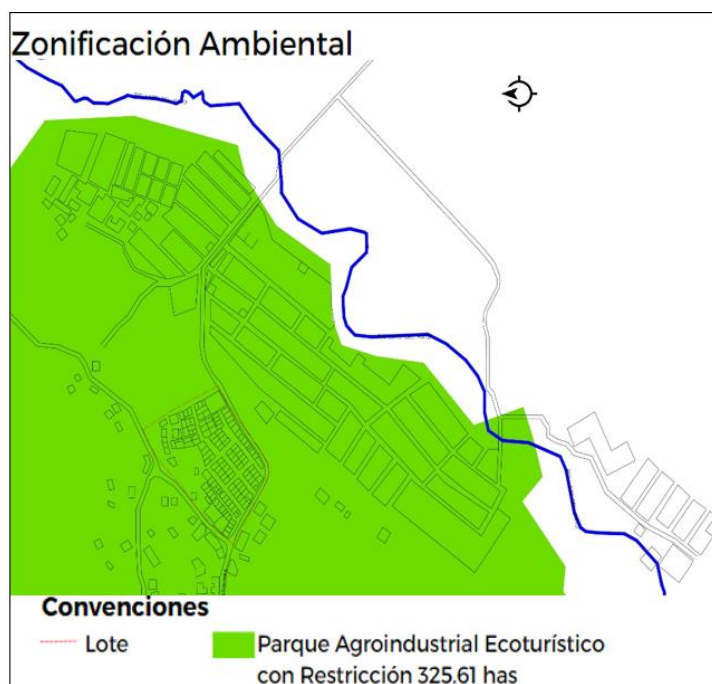 Zonificación Ambiental
Convenciones
Lote
Parque Agroindustrial Ecoturístico
con Restricción 325.61 has